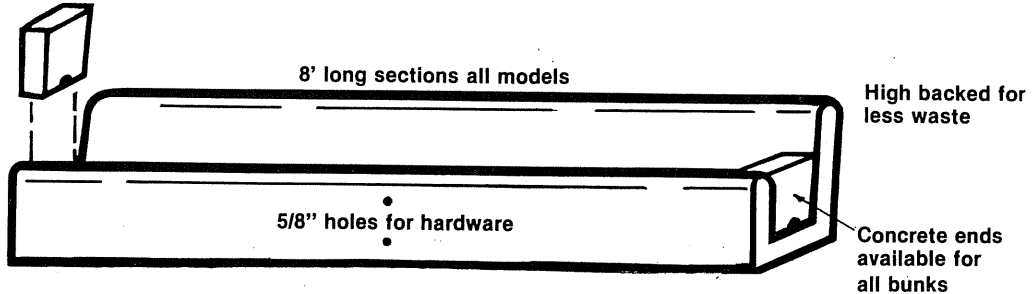 8' long sections all models
High backed for
less waste
5/8" holes for hardware
Concrete ends
available for
all bunks